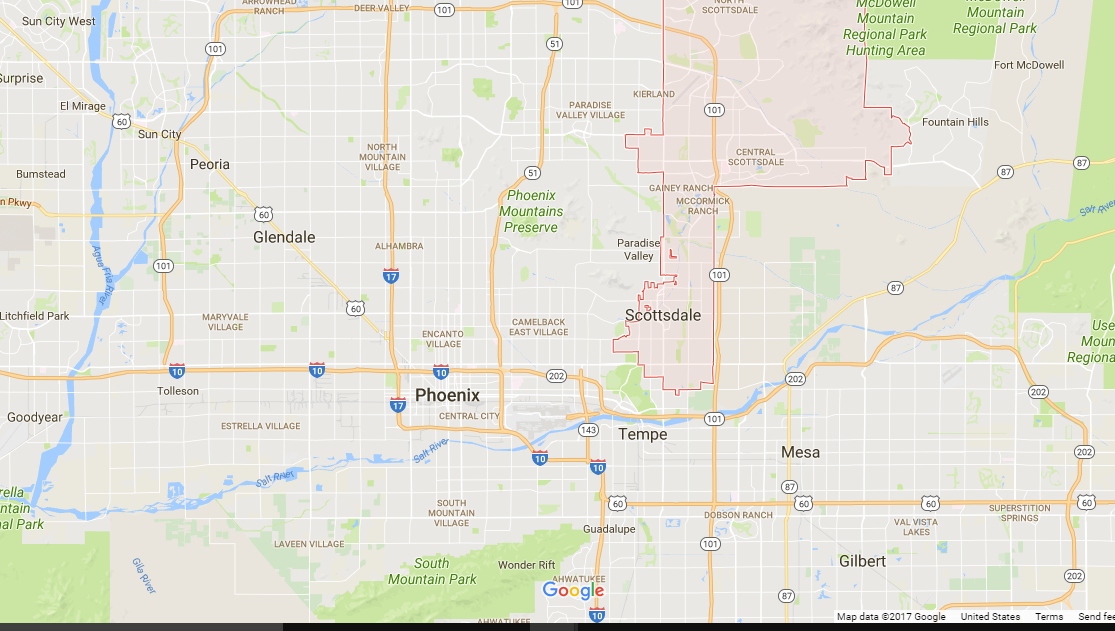 ARROWHEAD
RANCH
DEER VALLEY
101
101
NORTH
SCOTTSDALE
McDowell
Mountain
Regional Park
Hunting Area
Mountain
Regional Park
Sun City West
101
51
Fort McDowell
Surprise
El Mirage
60
Sun City
KIERLAND
PARADISE
VALLEY VILLAGE
101
Fountain Hills
Peoria
NORTH
MOUNTAIN
VILLAGE
CENTRAL
SCOTTSDALE
87
87
Bumstead
51
GAINEY RANCH
MCCORMICK
RANCH
n Pkwy
60
Phoenix
Mountains
Preserve
Salt River
Glendale
ALHAMBRA
Paradise
Valley
Agua Fria River
101
17
101
87
60
Litchfield Park
MARYVALE
VILLAGE
ENCANTO
VILLAGE
CAMELBACK
EAST VILLAGE
Scottsdale
Use
Moun
Regiona
10
10
10
202
202
Tolleson
Phoenix
17
202
Goodyear
CENTRAL CITY
101
ESTRELLA VILLAGE
143
Tempe
Salt River
10
10
Mesa
202
Salt River
87
rella
ntain
al Park
SOUTH
MOUNTAIN
VILLAGE
60
60
60
60
DOBSON RANCH
SUPERSTITION
SPRINGS
VAL VISTA
LAKES
Guadalupe
LAVEEN VILLAGE
101
Gila River
South
Mountain Park
Wonder Rift
Gilbert
AHWATUKEE
202
Google
87
10
AHWATUKEE
Map data ©2017 Google
United States
Terms
Send fee